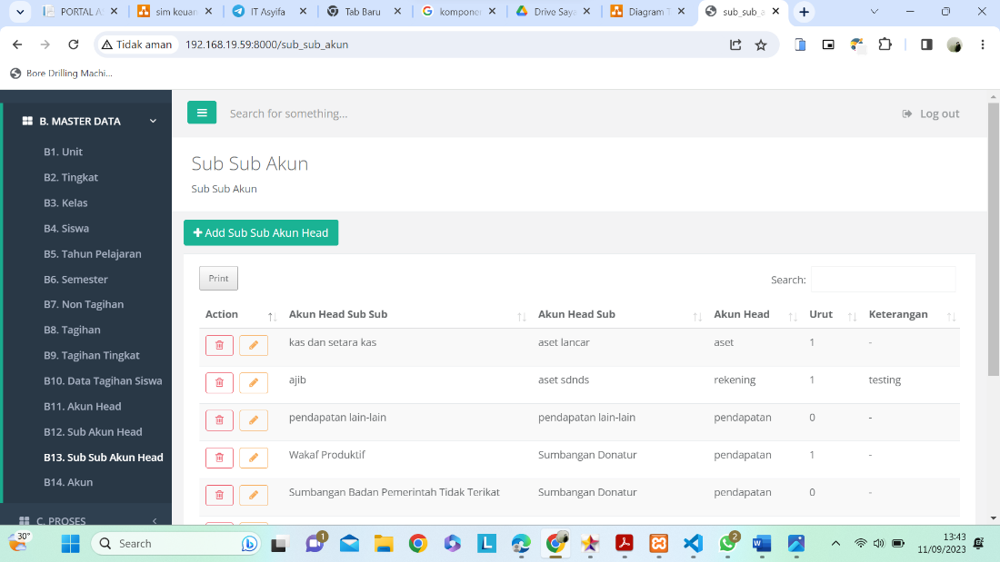 PORTAL A
sim keuan
IT Asyifa
Tab Baru
kompone
Drive Saya
Diagram T
sub_sub_a
Tidak aman
192.168.19.59:8000/sub_sub_akun
Bore Drilling Machi...
B. MASTER DATA
B1. Unit
B2. Tingkat
B3. Kelas
B4. Siswa
B5. Tahun Pelajaran
B6. Semester
B7. Non Tagihan
B8. Tagihan
B9. Tagihan Tingkat
B10. Data Tagihan Siswa
B11. Akun Head
B12. Sub Akun Head
B13. Sub Sub Akun Head
B14. Akun
C. PROSES
Search for something...
Log out
Sub Sub Akun
Sub Sub Akun
Add Sub Sub Akun Head
Print
Search:
Action Akun Head Sub Sub Akun Head Sub Akun Head Urut Keterangan
kas dan setara kas aset lancar aset 1 -
ajib aset sdnds rekening 1 testing
pendapatan lain-lain pendapatan lain-lain pendapatan 0 -
Wakaf Produktif Sumbangan Donatur pendapatan 1 -
Sumbangan Badan Pemerintah Tidak Terikat Sumbangan Donatur pendapatan 0 -
30°
Search
1
L
2
W
13:43
11/09/2023